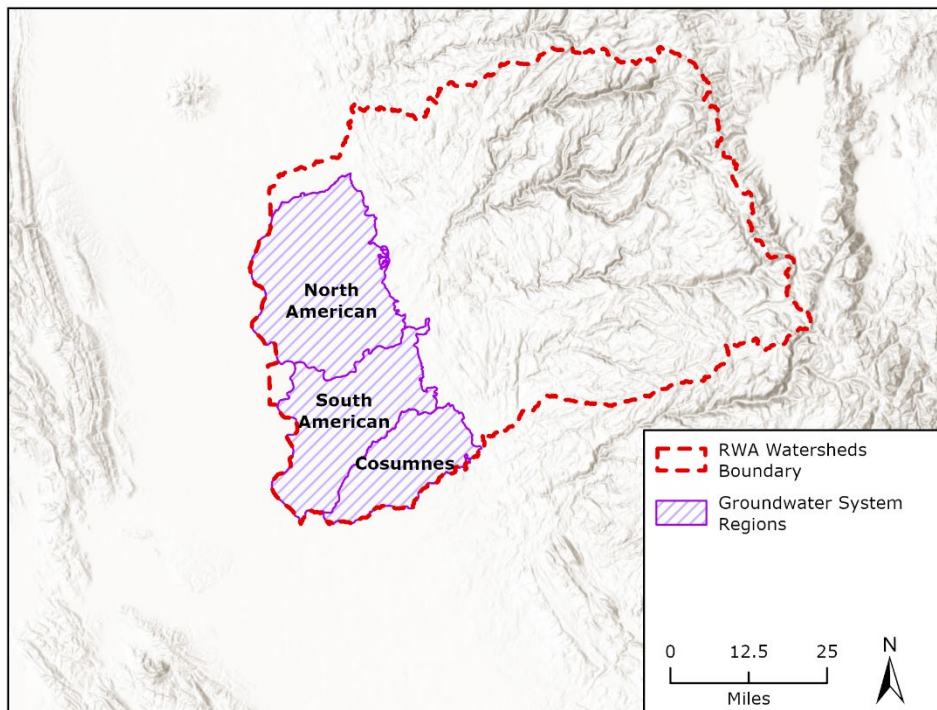 North
American
South
American
Cosumnes
RWA Watersheds
Boundary
Groundwater System
Regions
N
0 12.5 25
Miles